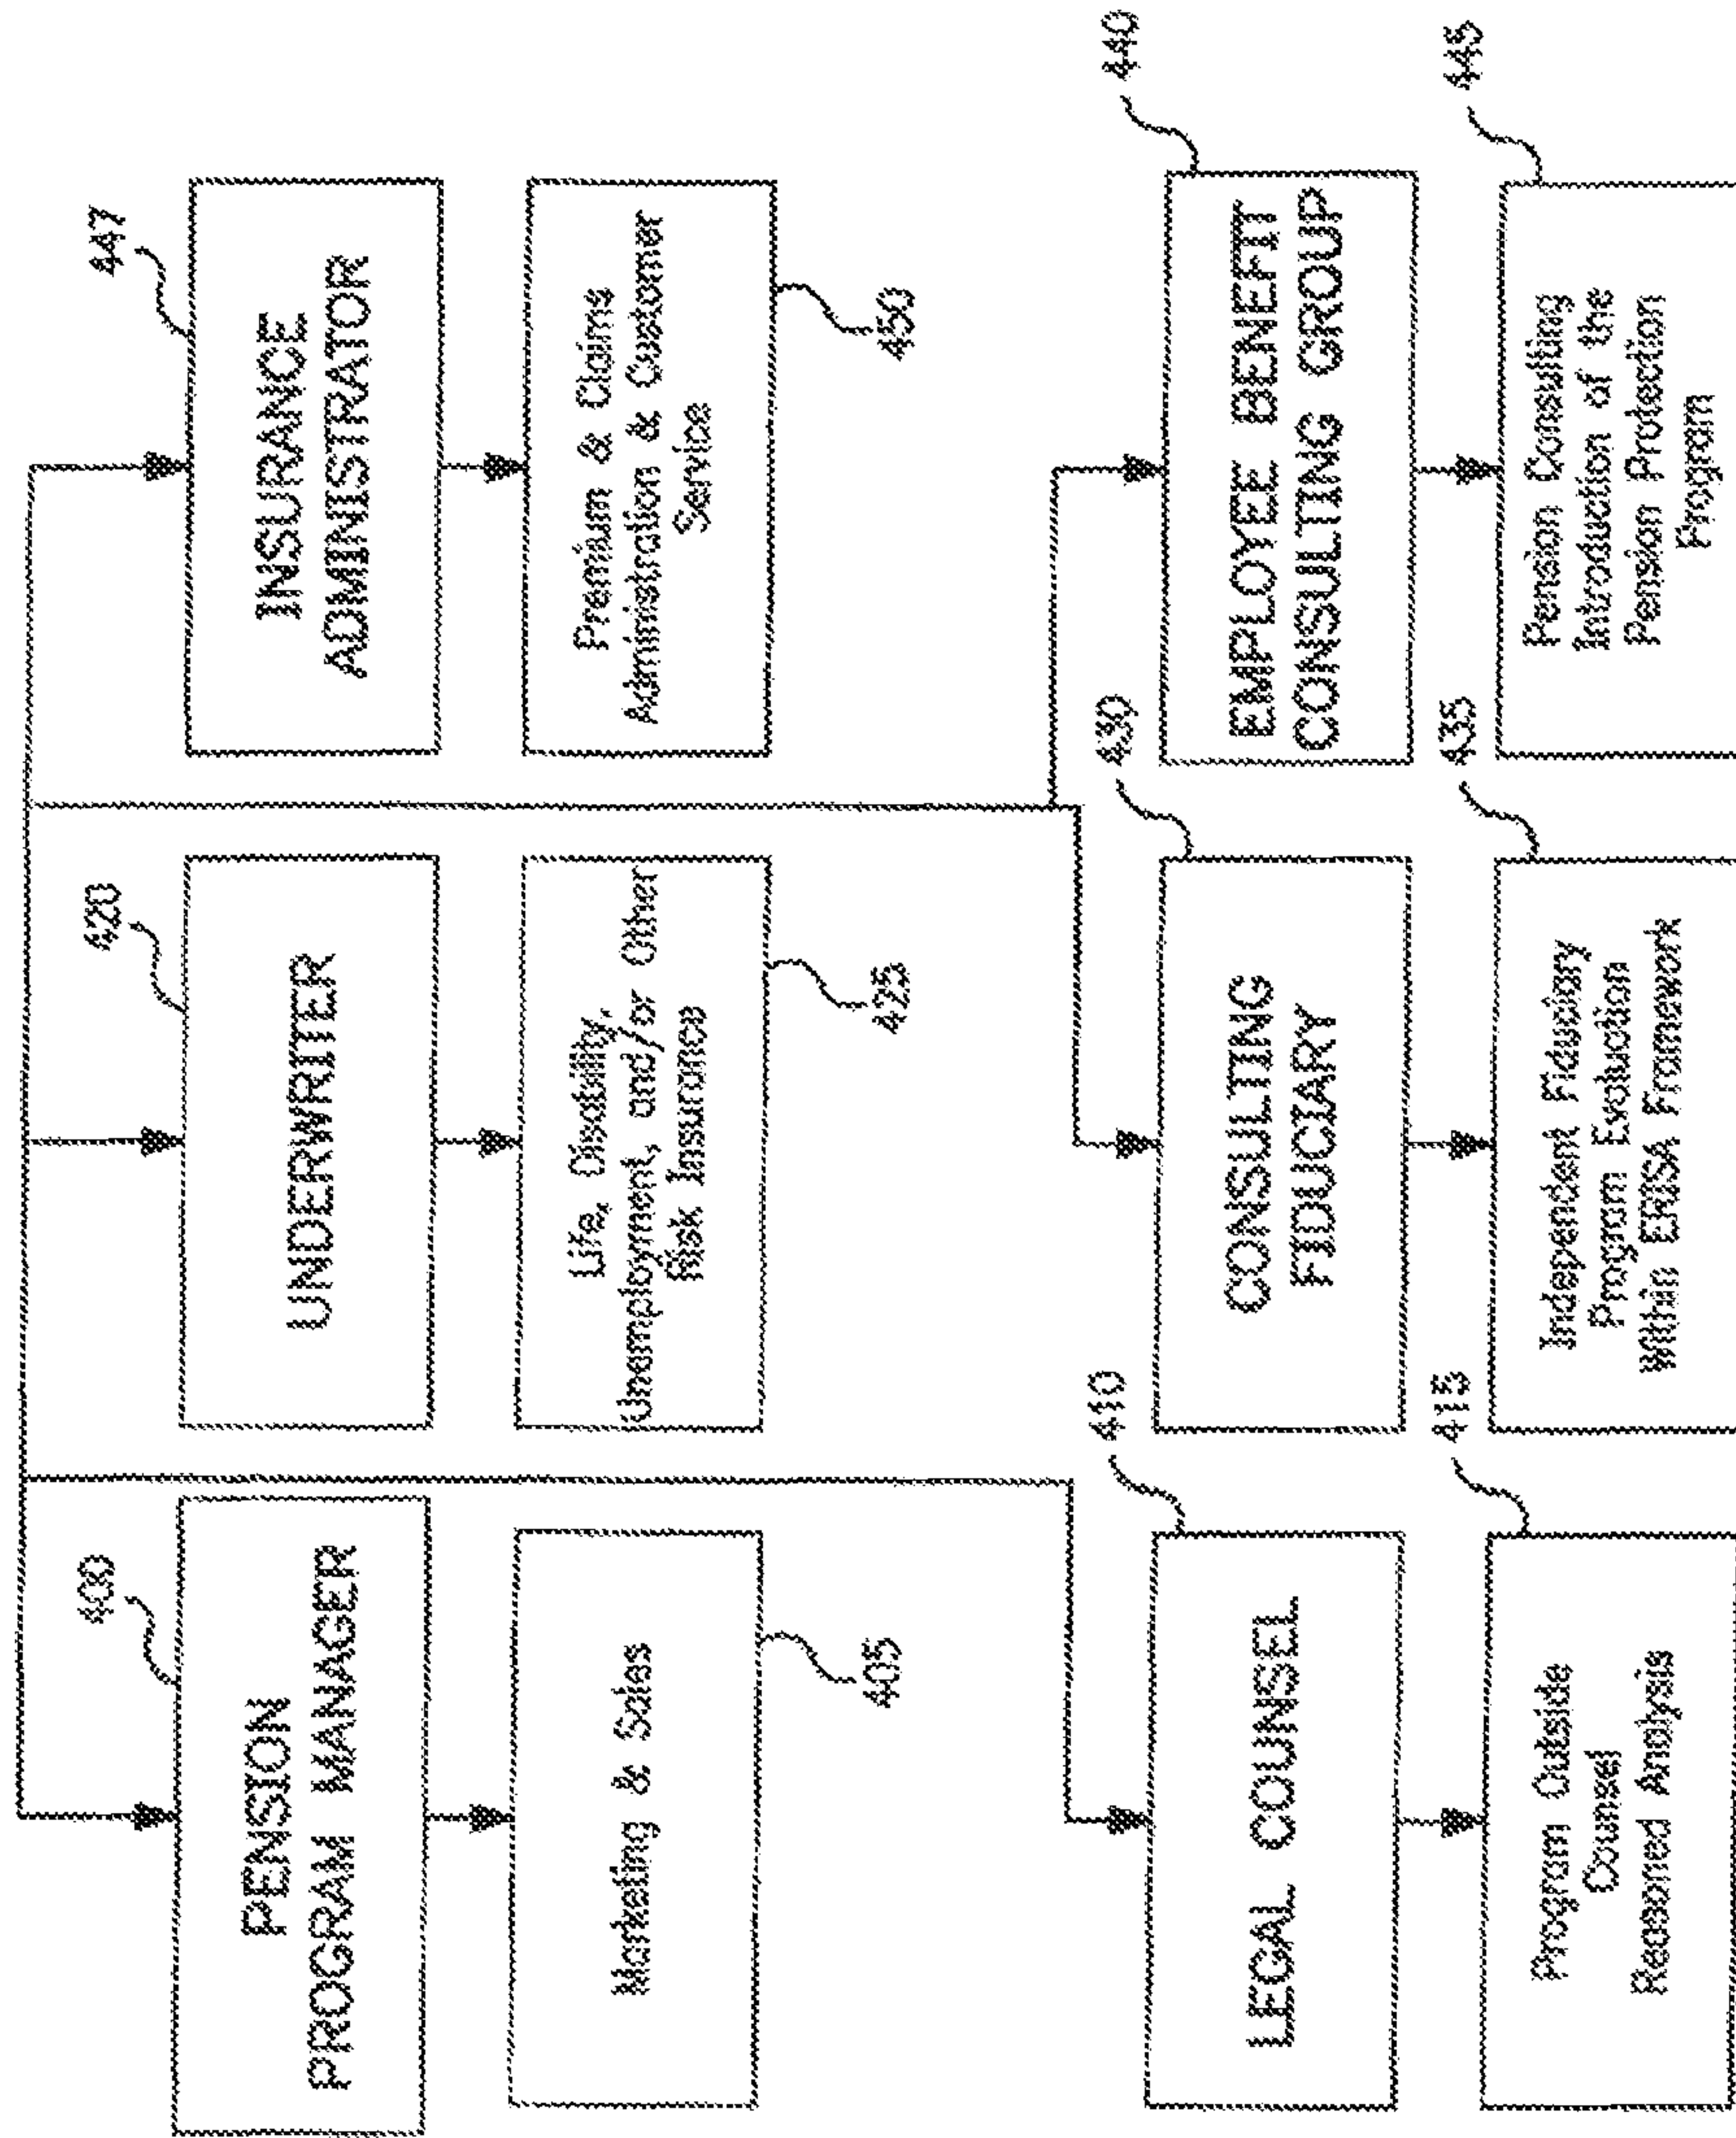 400
PENSION
PROGRAM MANAGER
Marketing & Sales
405
420
UNDERWRITER
Life, Disability,
Unemployment, and/or Other
Risk Insurance
425
447
INSURANCE
ADMINISTRATOR
Premium & Claims
Administration & Customer
Service
450
410
LEGAL COUNSEL
415
Program Outside
Counsel
Reasoned Analysis
430
CONSULTING
FIDUCIARY
435
Independent Fiduciary
Program Evaluation
Within ERISA Framework
440
EMPLOYEE BENEFIT
CONSULTING GROUP
445
Pension Consulting
Introduction of the
Pension Protection
Program